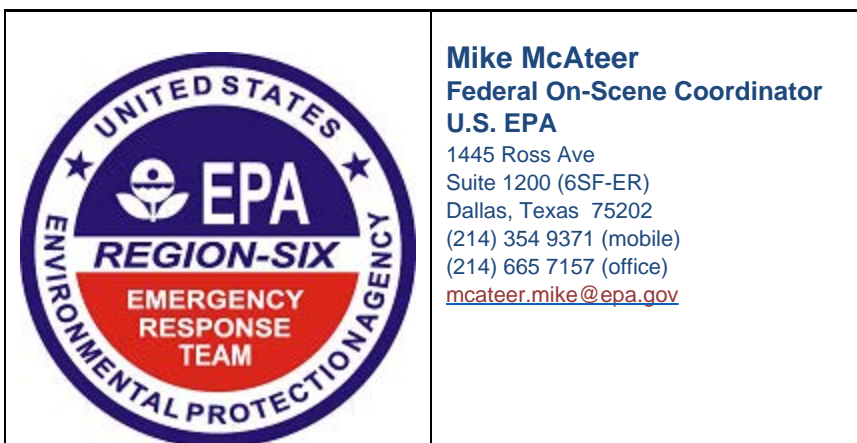 UNITED STATES
EPA
REGION-SIX
EMERGENCY
RESPONSE
TEAM
ENVIRONMENTAL PROTECTION AGENCY
Mike McAteer
Federal On-Scene Coordinator
U.S. EPA
1445 Ross Ave
Suite 1200 (6SF-ER)
Dallas, Texas  75202
(214) 354 9371 (mobile)
(214) 665 7157 (office)
mcateer.mike@epa.gov